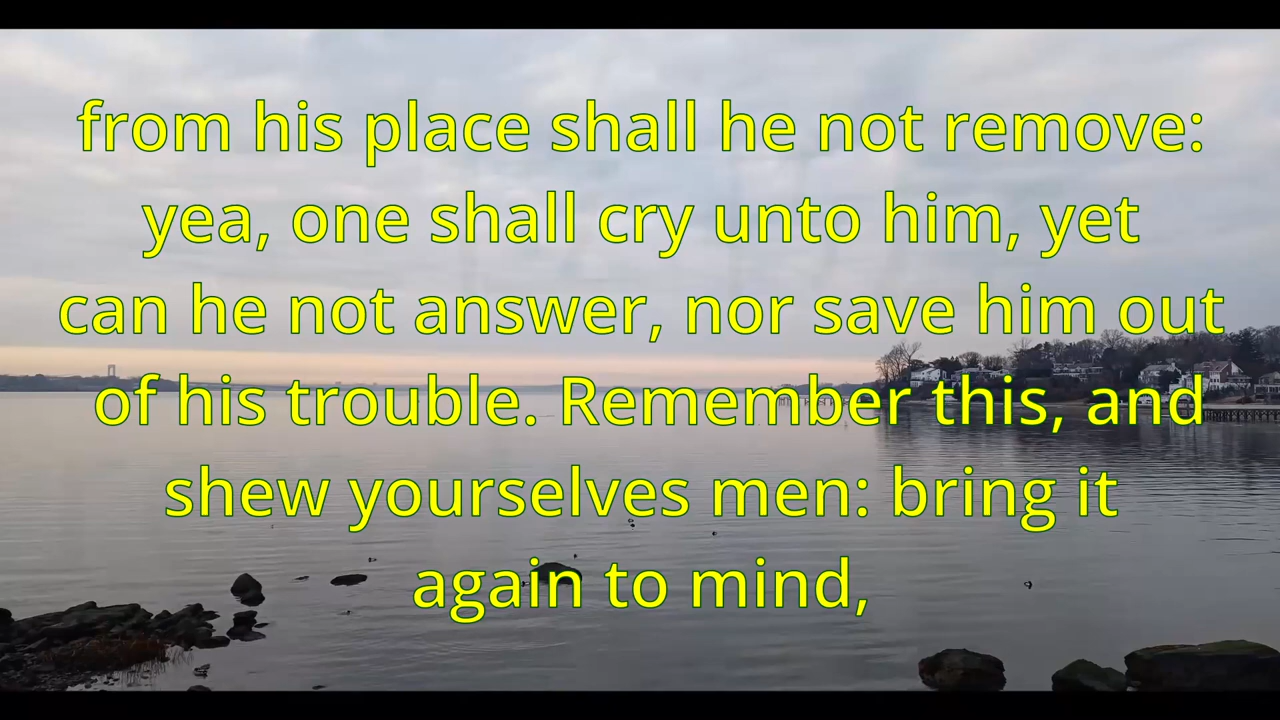 from his place shall he not remove:
yea, one shall cry unto him, yet
can he not answer, nor save him out
of his trouble. Remember this, and
shew yourselves men: bring it
again to mind,